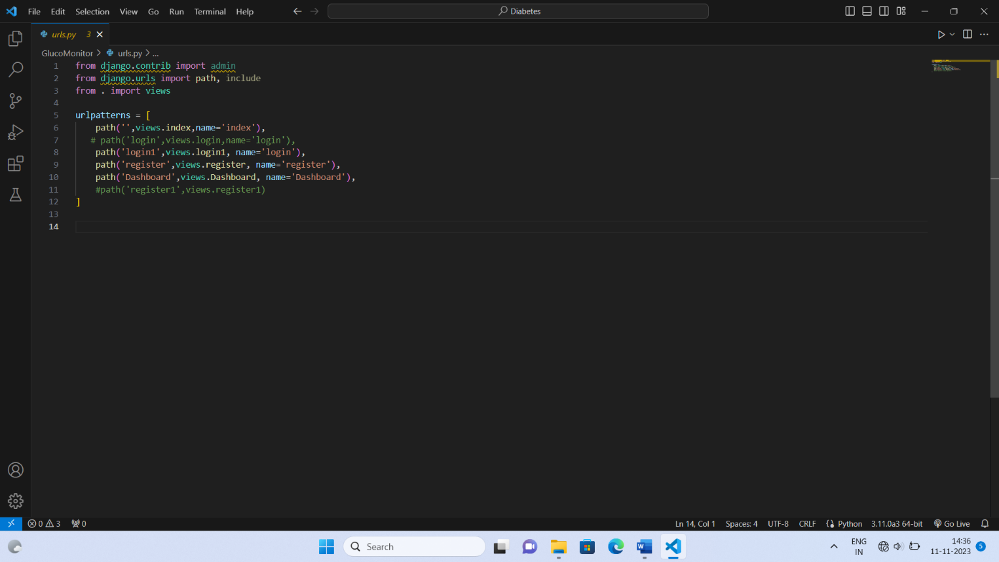 File Edit Selection View Go Run Terminal Help
Diabetes
urls.py 3
GlucoMonitor > urls.py > ...
1 from django.contrib import admin
2 from django.urls import path, include
3 from . import views
4
5 urlpatterns = [
6 path('',views.index,name='index'),
7 # path('login',views.login,name='login'),
8 path('login1',views.login1, name='login'),
9 path('register',views.register, name='register'),
10 path('Dashboard',views.Dashboard, name='Dashboard'),
11 #path('register1',views.register1)
12 ]
13
14
0 3 0
Ln 14, Col 1 Spaces: 4 UTF-8 CRLF Python 3.11.0a3 64-bit Go Live
Search
ENG
IN
14:36
11-11-2023
5